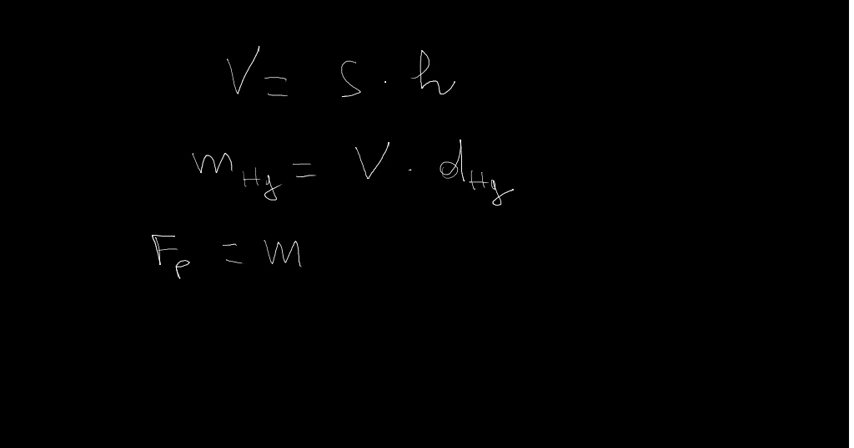 V = S · h
m_Hg = V · d_Hg
F_p = m